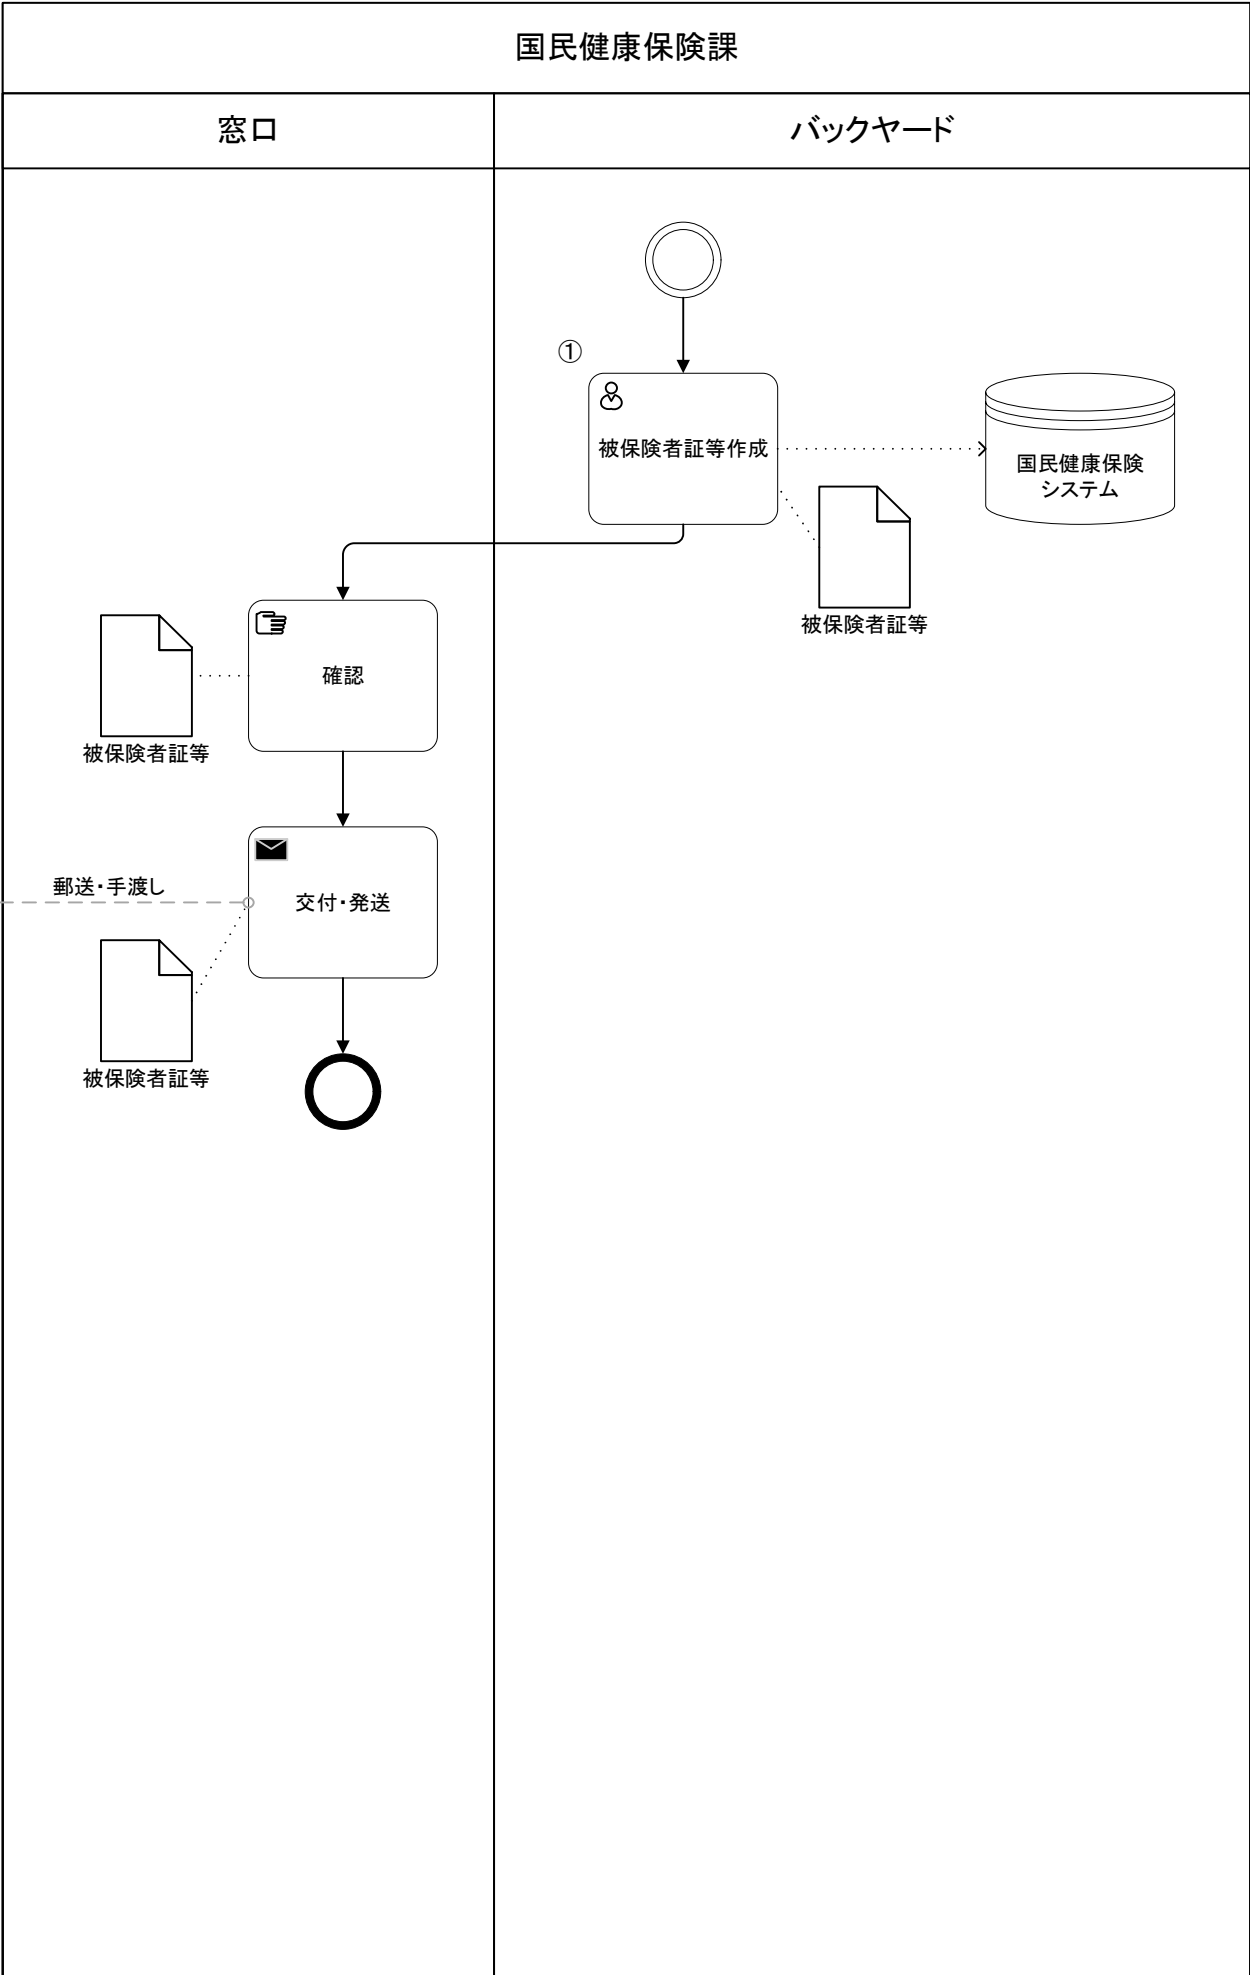 国民健康保険課
窓口
バックヤード
①
被保険者証等作成
国民健康保険
システム
被保険者証等
確認
被保険者証等
郵送・手渡し
交付・発送
被保険者証等